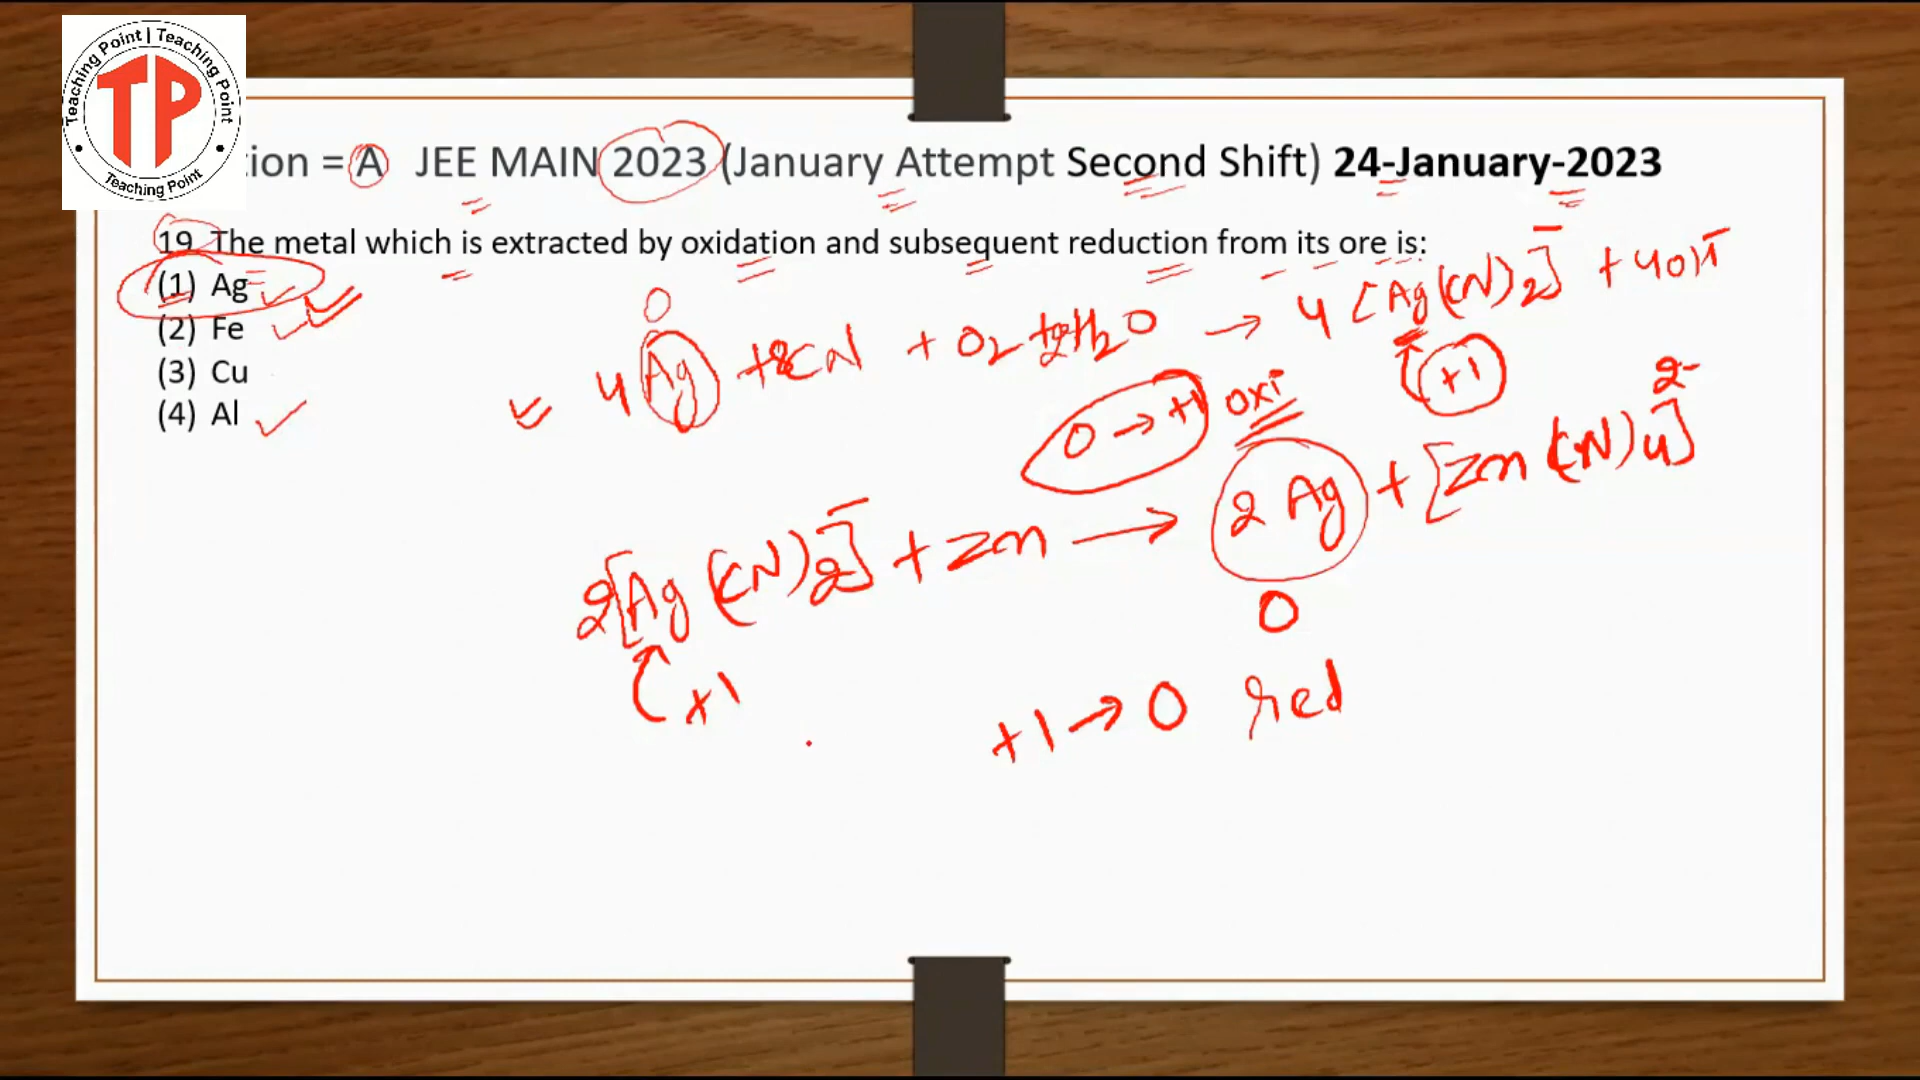 Teaching Point | Teaching Point
TP
Teaching Point
tion = A JEE MAIN 2023 (January Attempt Second Shift) 24-January-2023
19. The metal which is extracted by oxidation and subsequent reduction from its ore is:
(1) Ag
(2) Fe
(3) Cu
(4) Al
0
4 Ag + 8CN + O2 + 2H2O → 4 [Ag(CN)2]⁻ + 4OH⁻
+1
0 → +1 oxi
2[Ag(CN)2]⁻ + Zn → 2 Ag + [Zn(CN)4]²⁻
+1
0
+1 → 0 red